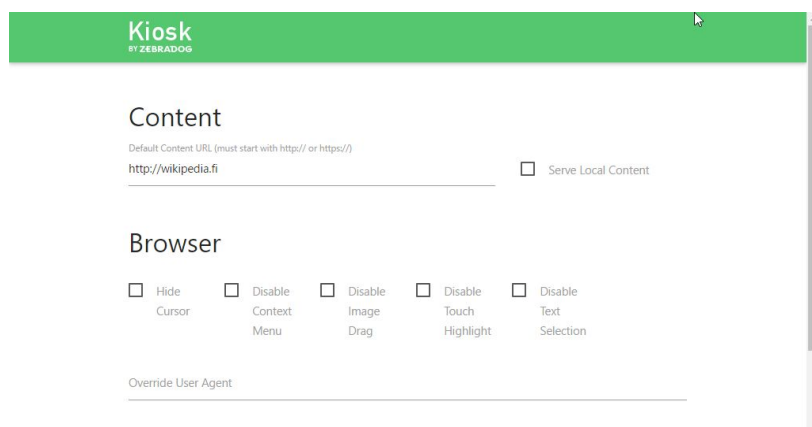 Kiosk
BY ZEBRADOG
Content
Default Content URL (must start with http:// or https://)
http://wikipedia.fi
Serve Local Content
Browser
Hide Cursor
Disable Context Menu
Disable Image Drag
Disable Touch Highlight
Disable Text Selection
Override User Agent